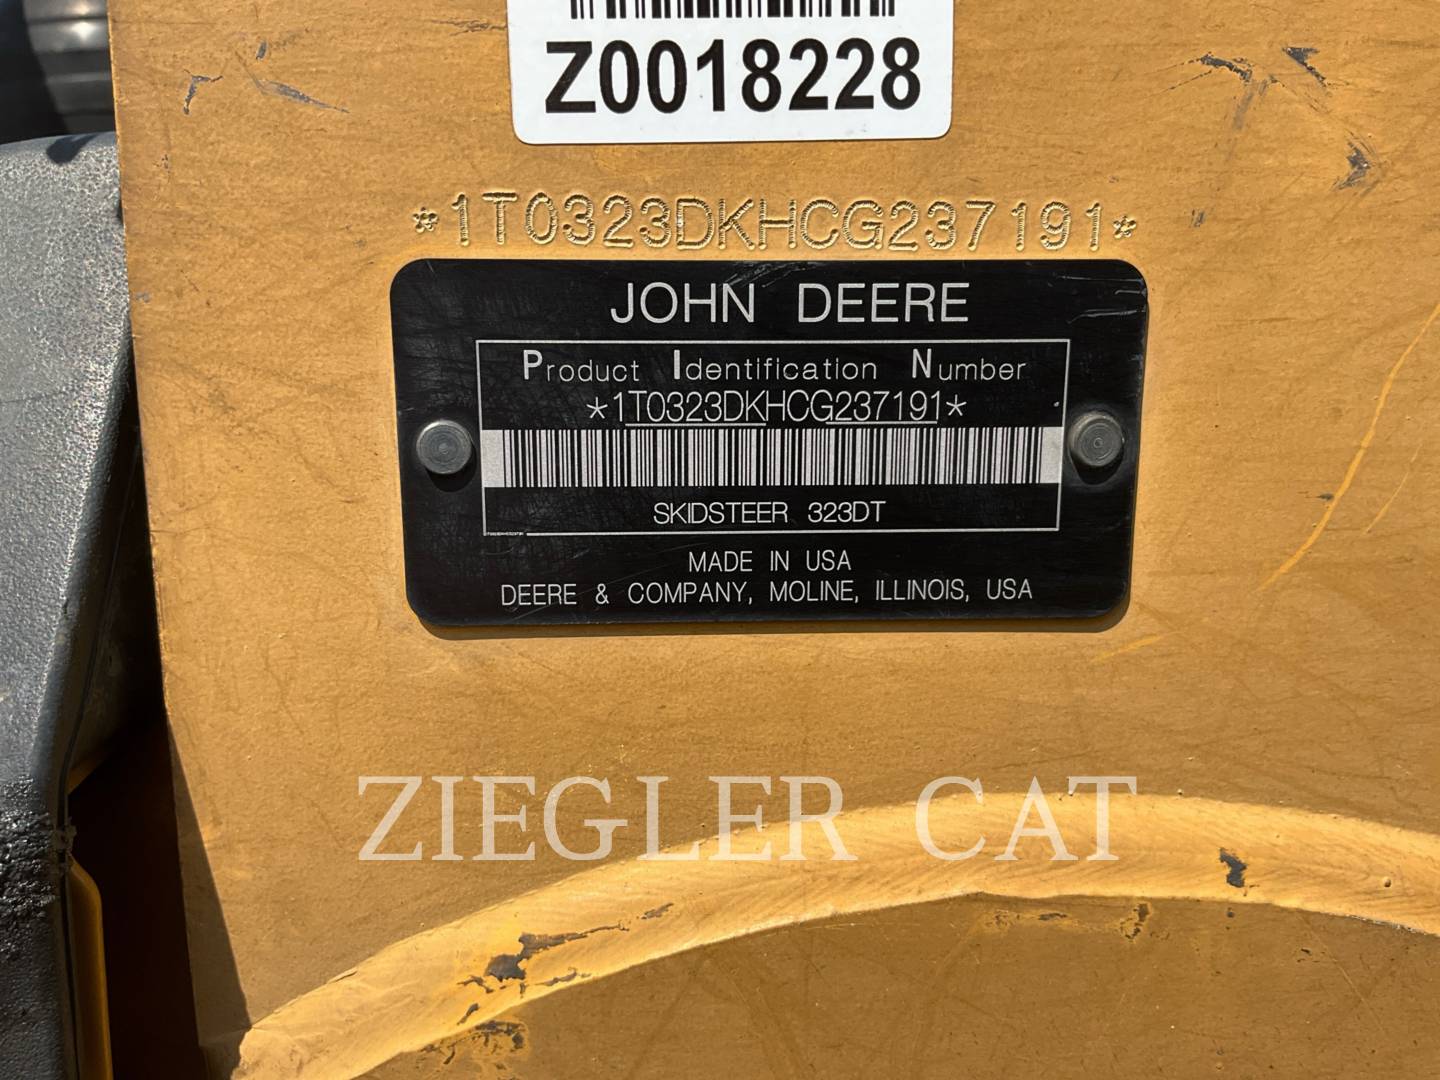 Z0018228
*1T0323DKHCG237191*
JOHN DEERE
Product Identification Number
*1T0323DKHCG237191*
SKIDSTEER 323DT
MADE IN USA
DEERE & COMPANY, MOLINE, ILLINOIS, USA
ZIEGLER CAT